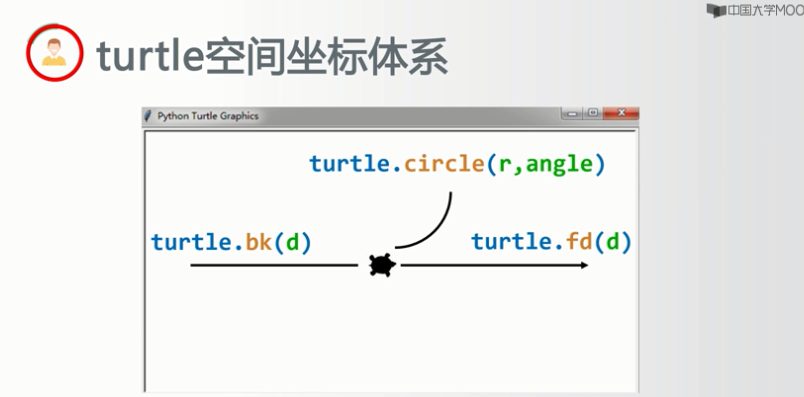 中国大学MOO
turtle空间坐标体系
Python Turtle Graphics
turtle.circle(r,angle)
turtle.bk(d)
turtle.fd(d)